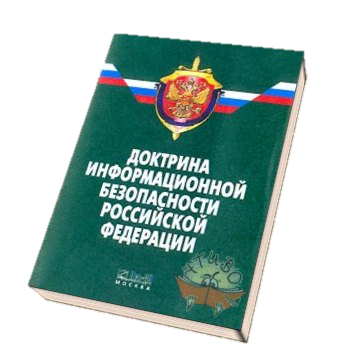 ДОКТРИНА
ИНФОРМАЦИОННОЙ
БЕЗОПАСНОСТИ
РОССИЙСКОЙ
ФЕДЕРАЦИИ
МОСКВА